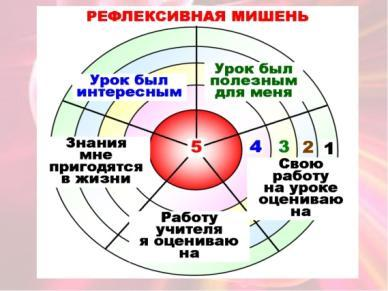 РЕФЛЕКСИВНАЯ МИШЕНЬ
Урок был
интересным
Урок был
полезным
для меня
Знания
мне
пригодятся
в жизни
5 4 3 2 1
Свою
работу
на уроке
оцениваю
на
Работу
учителя
я оцениваю
на